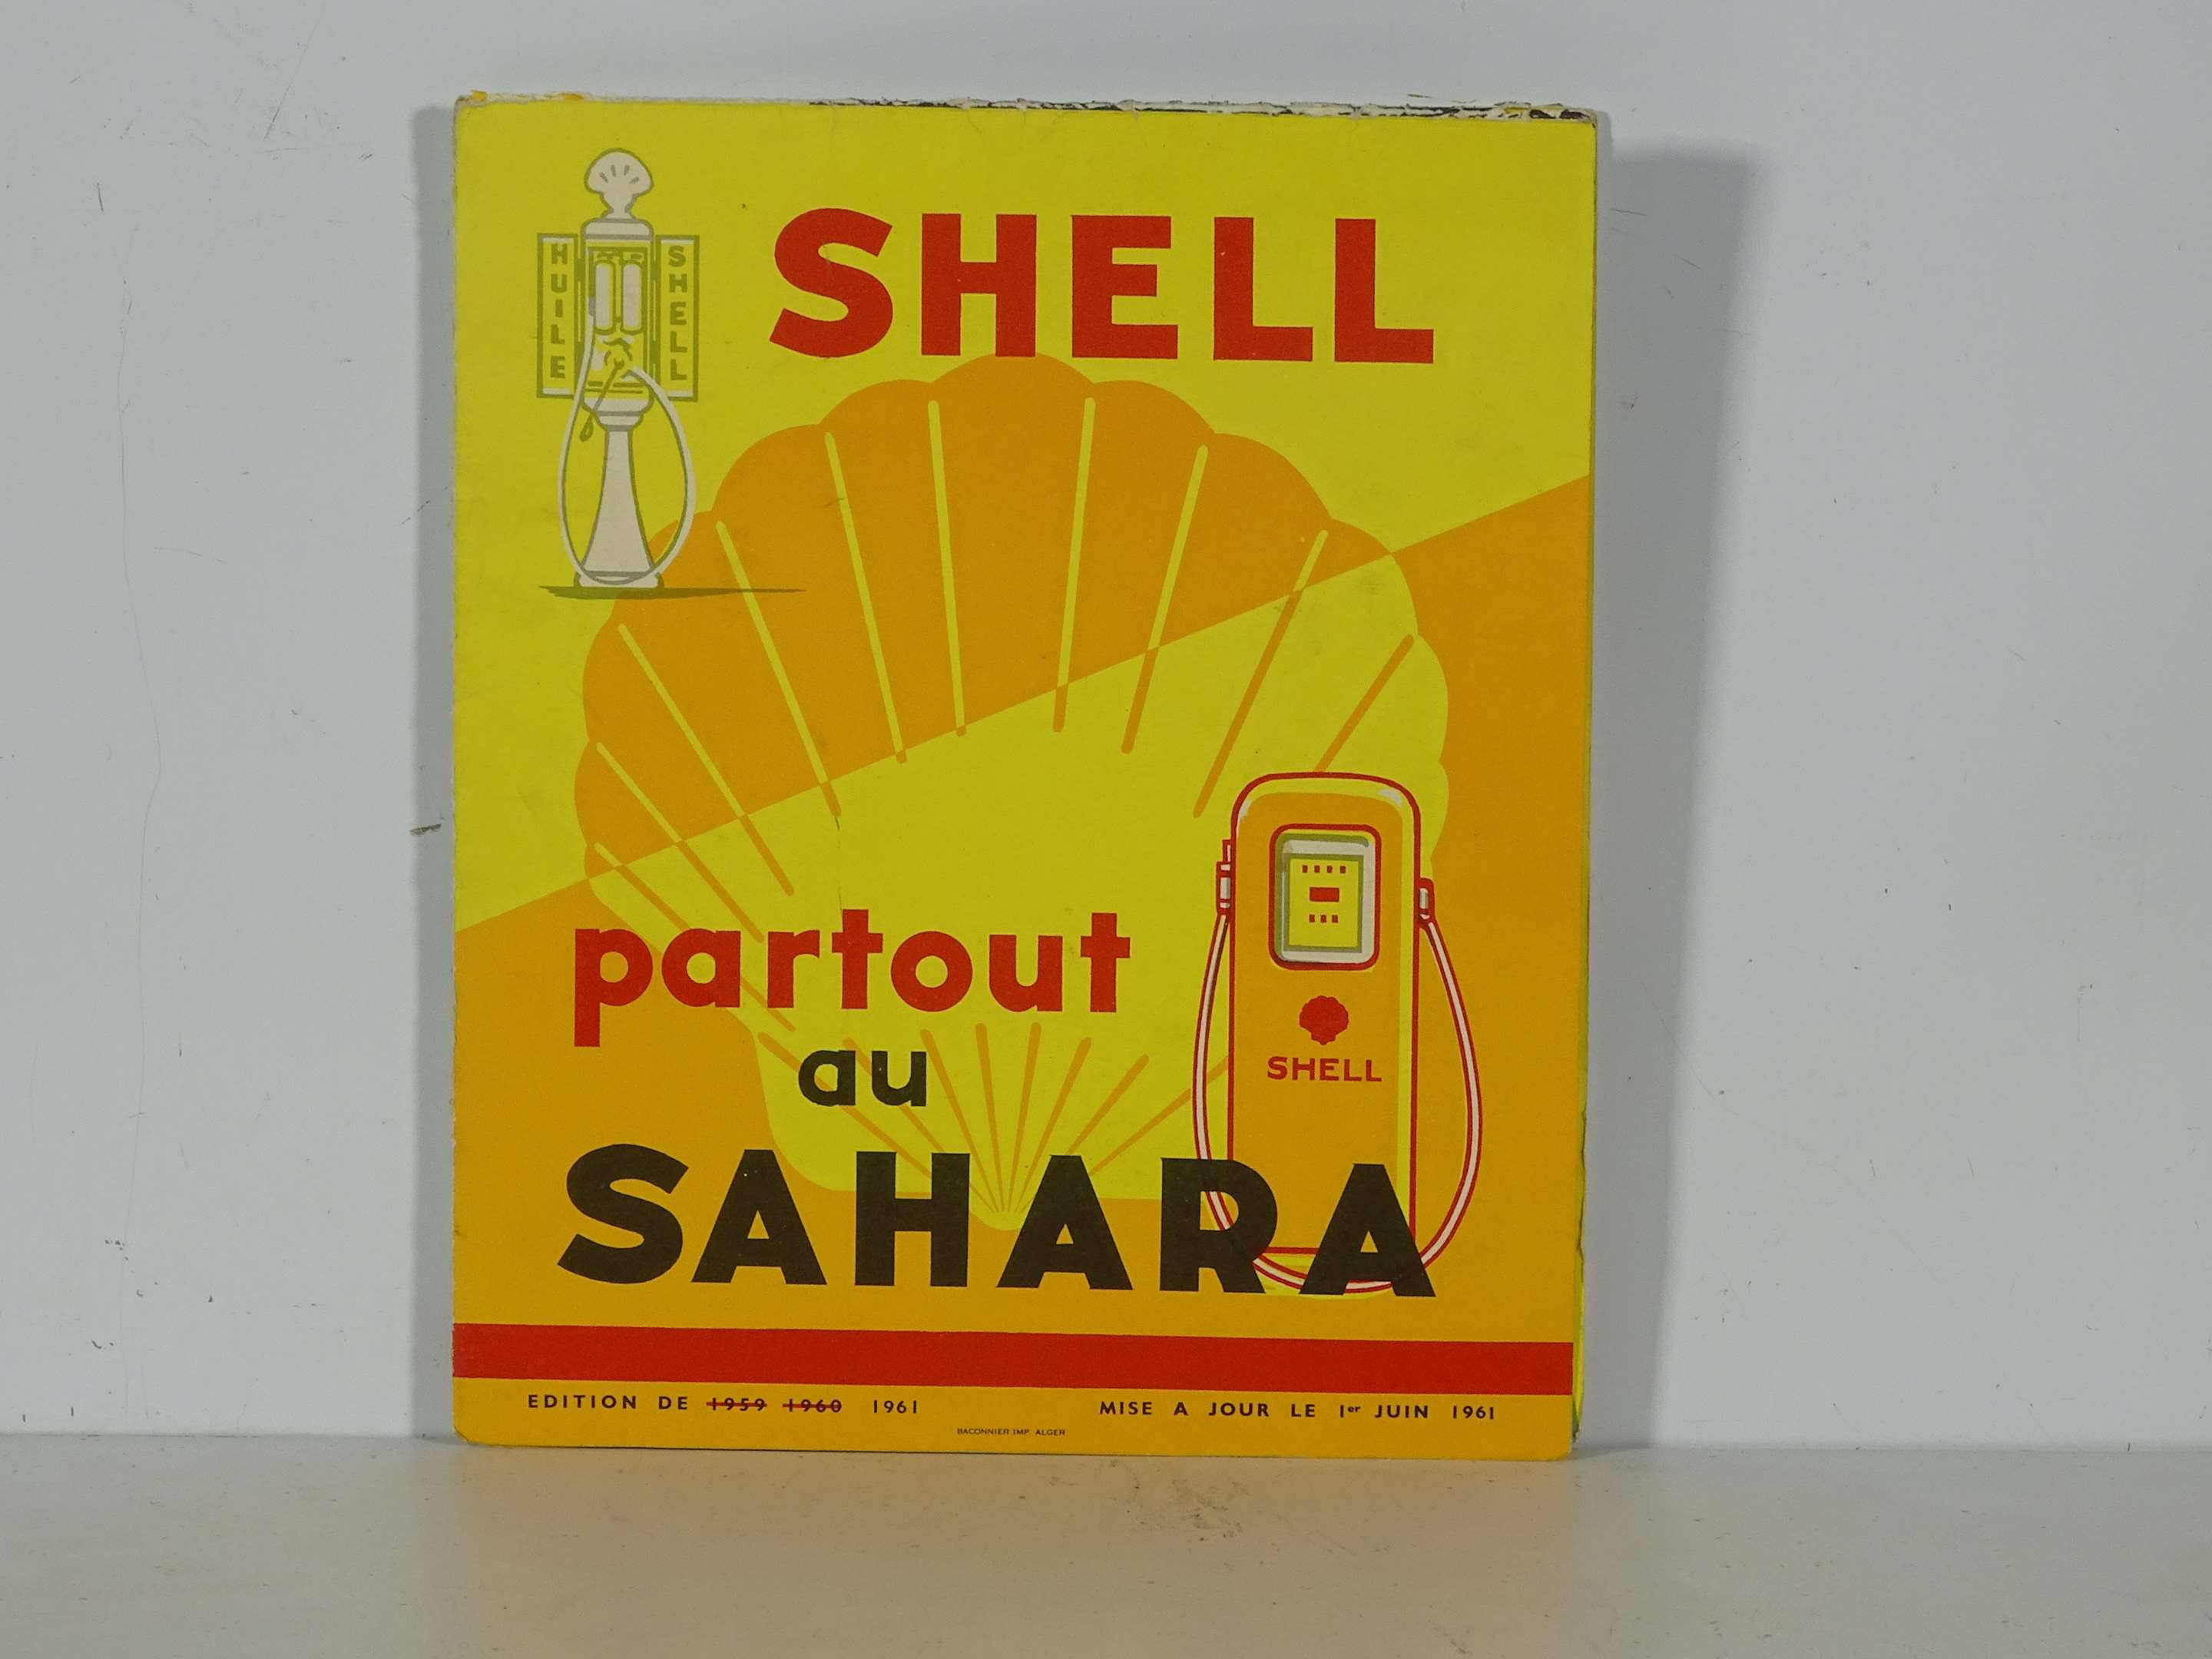 SHELL
HUILE
SHELL
partout
au
SAHARA
SHELL
EDITION DE 1959 1960 1961
MISE A JOUR LE 1er JUIN 1961
BACONNIER IMP. ALGER